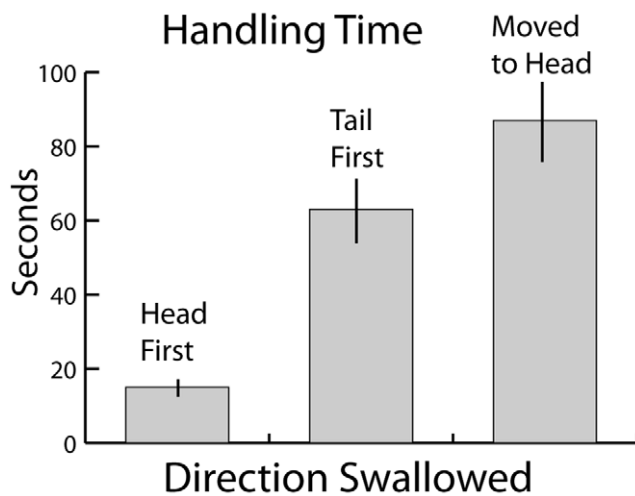 Handling Time
Moved
to Head
Tail
First
Head
First
Seconds
100
80
60
40
20
0
Direction Swallowed